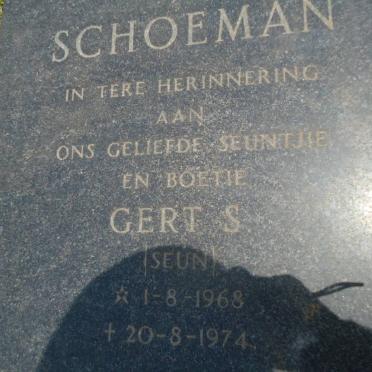 SCHOEMAN
IN TERE HERINNERING
AAN
ONS GELIEFDE SEUNTJIE
EN BOETIE
GERT S
(SEUN)
☆ 1-8-1968
✝ 20-8-1974